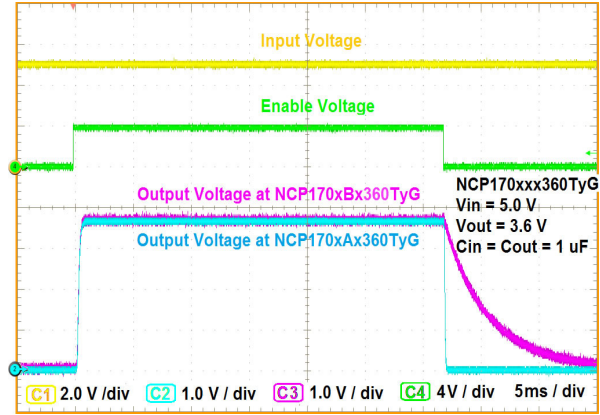 Input Voltage
Enable Voltage
4
Output Voltage at NCP170xBx360TyG
NCP170xxx360TyG
Vin = 5.0 V
Vout = 3.6 V
Cin = Cout = 1 uF
Output Voltage at NCP170xAx360TyG
2
C1 2.0 V / div C2 1.0 V / div C3 1.0 V / div C4 4V / div 5ms / div